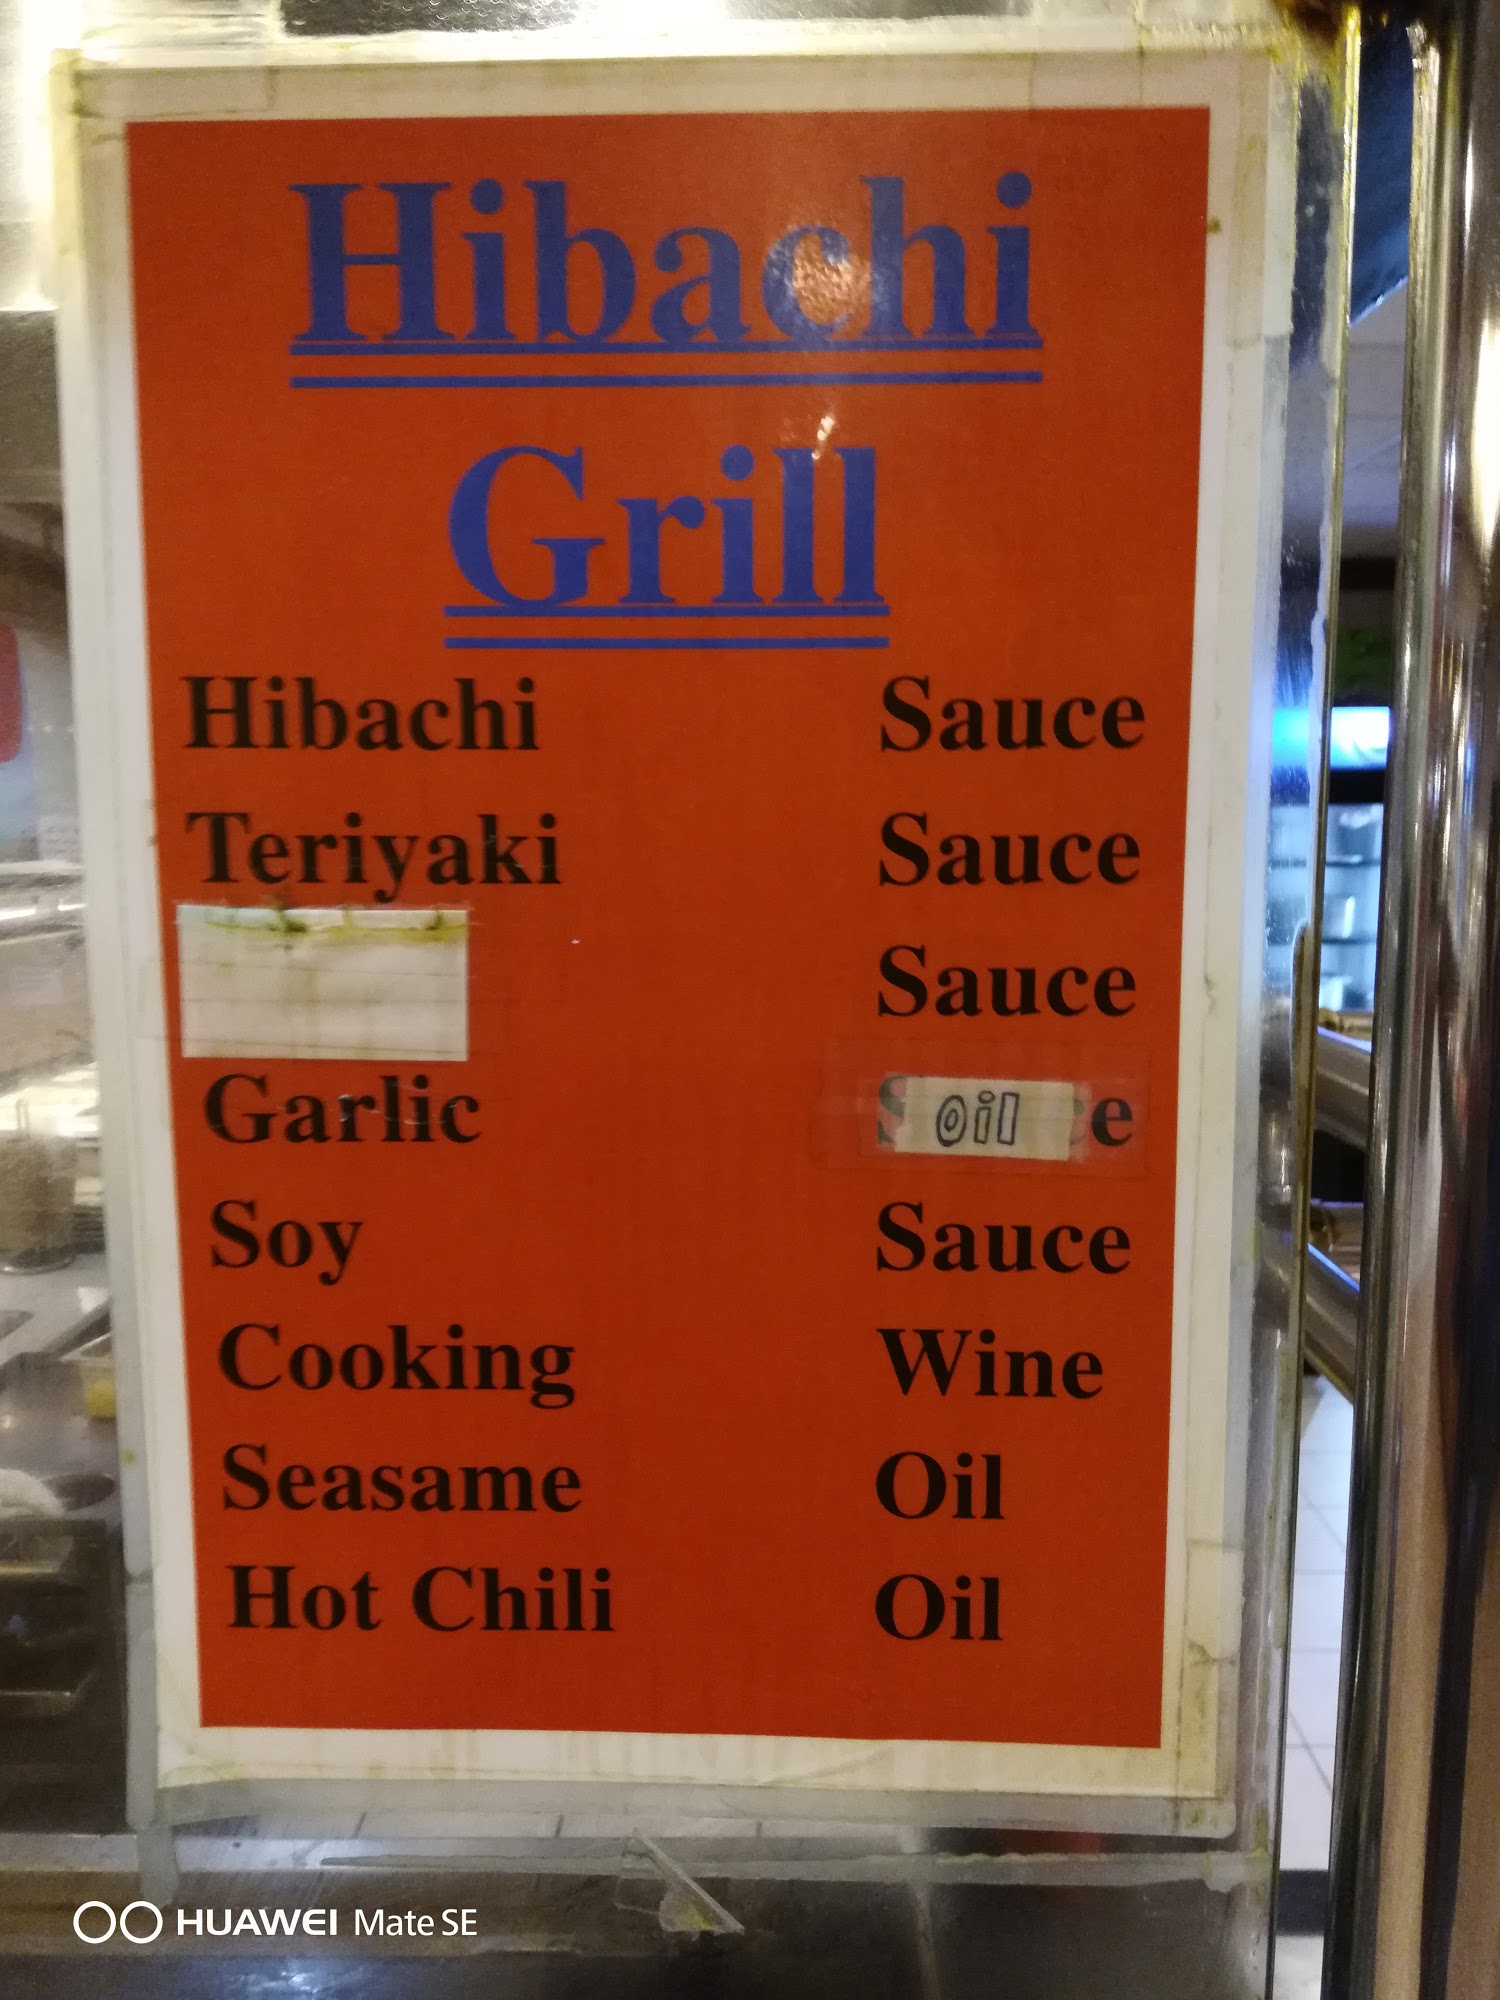 Hibachi
Grill
Hibachi Sauce
Teriyaki Sauce
Sauce
Garlic oil
Soy Sauce
Cooking Wine
Seasame Oil
Hot Chili Oil
HUAWEI Mate SE